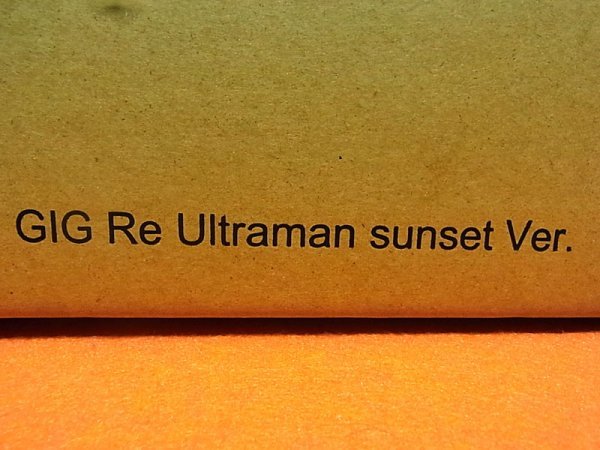 GIG Re Ultraman sunset Ver.